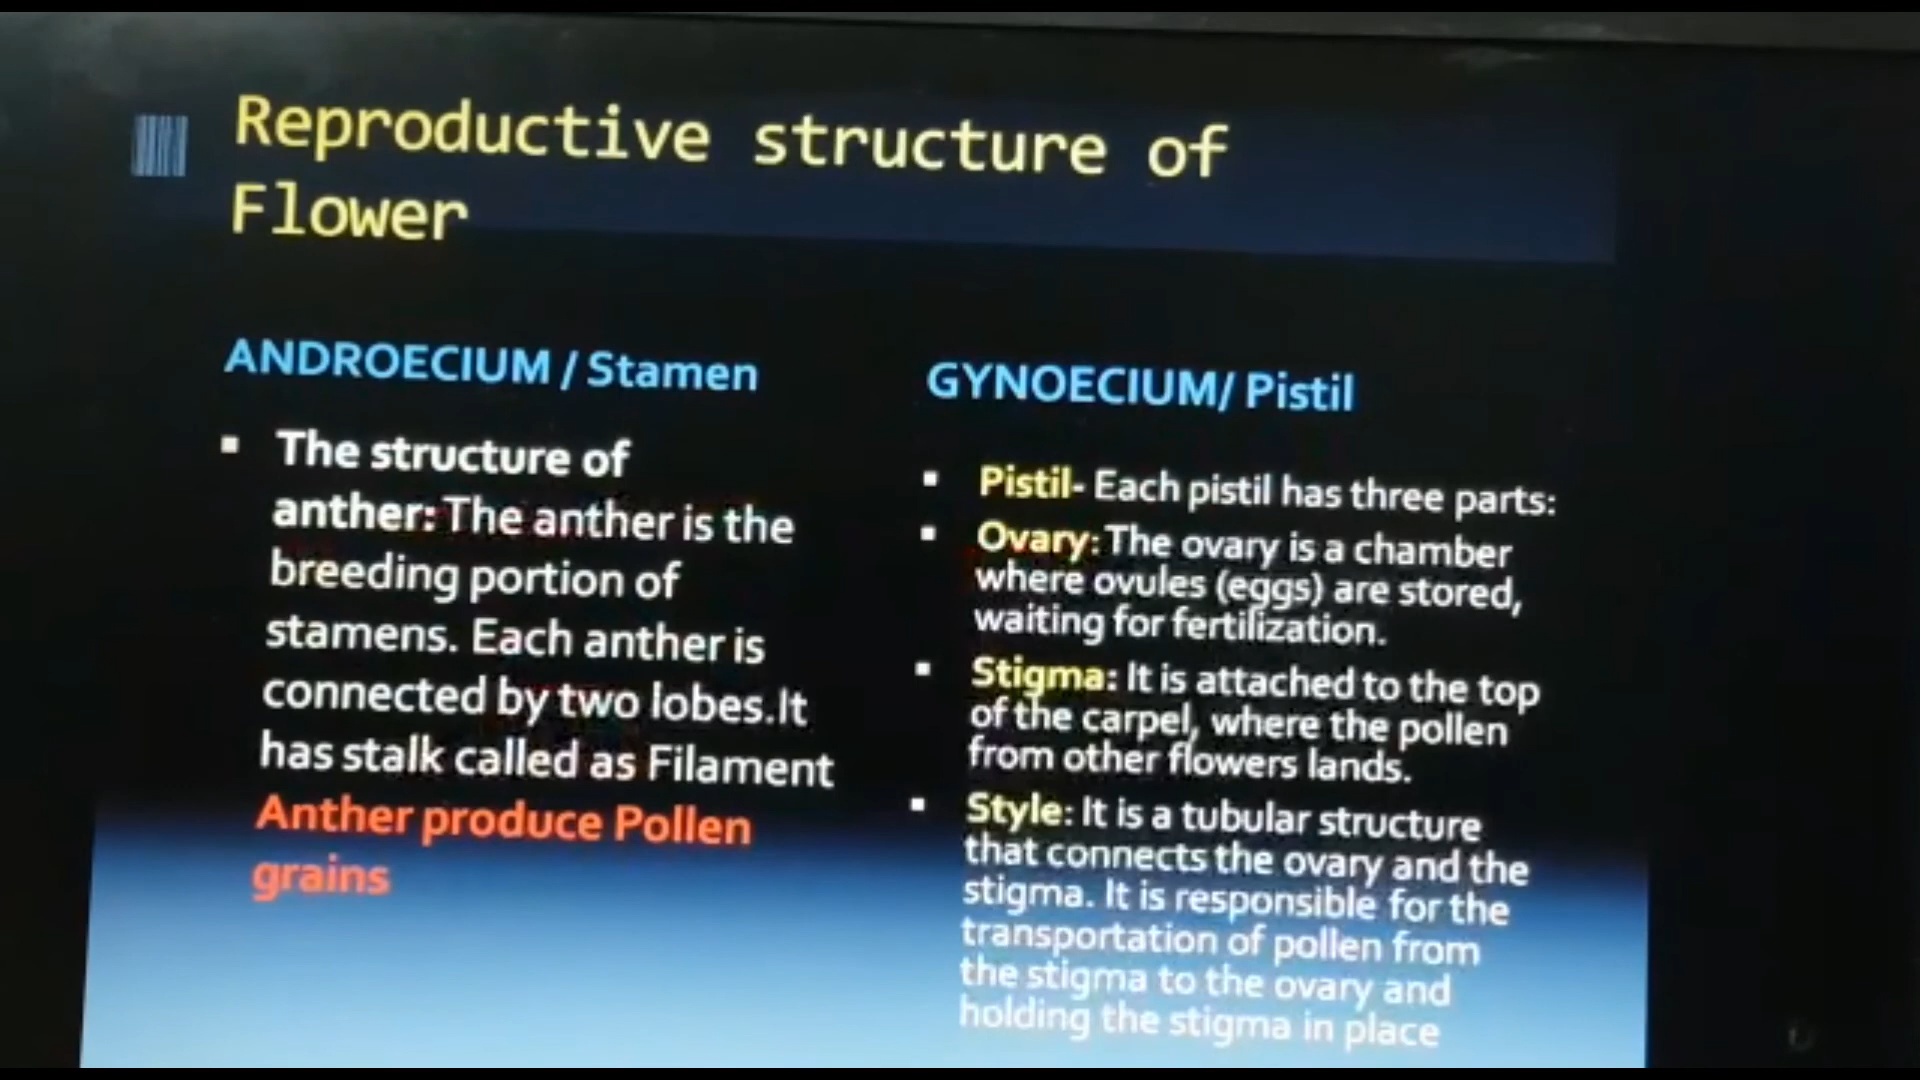 Reproductive structure of
Flower
ANDROECIUM / Stamen
The structure of
anther: The anther is the
breeding portion of
stamens. Each anther is
connected by two lobes.It
has stalk called as Filament
Anther produce Pollen
grains
GYNOECIUM/ Pistil
Pistil- Each pistil has three parts:
Ovary: The ovary is a chamber
where ovules (eggs) are stored,
waiting for fertilization.
Stigma: It is attached to the top
of the carpel, where the pollen
from other flowers lands.
Style: It is a tubular structure
that connects the ovary and the
stigma. It is responsible for the
transportation of pollen from
the stigma to the ovary and
holding the stigma in place